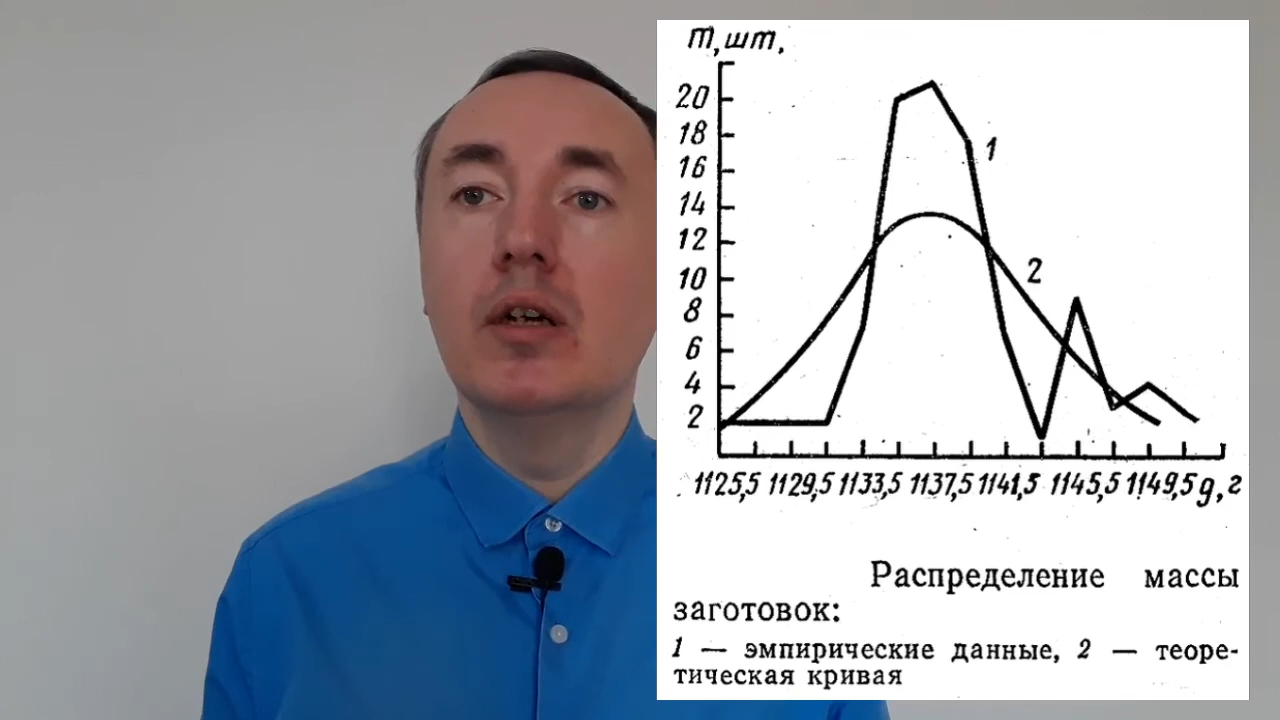 m, шт,
20
18
16
14
12
10
8
6
4
2
1
2
1125,5 1129,5 1133,5 1137,5 1141,5 1145,5 1149,5 g, г
Распределение массы
заготовок:
1 — эмпирические данные, 2 — теоре-
тическая кривая